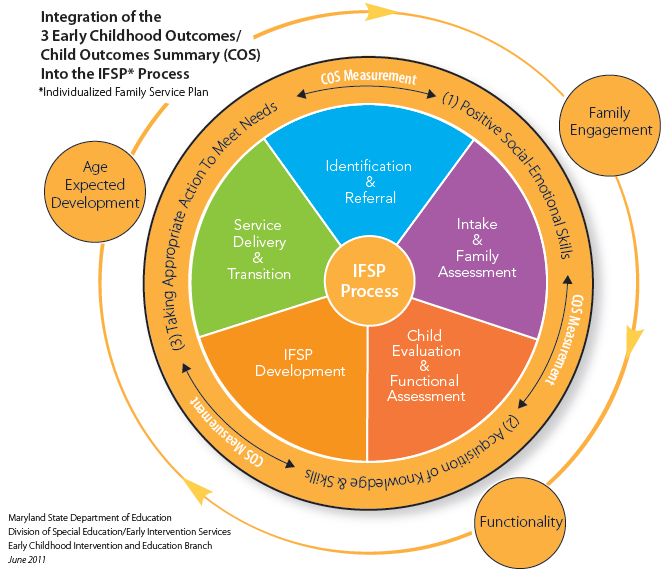 Integration of the
3 Early Childhood Outcomes/
Child Outcomes Summary (COS)
Into the IFSP* Process
*Individualized Family Service Plan
COS Measurement
(1) Positive Social-Emotional Skills
Family
Engagement
Age
Expected
Development
(3) Taking Appropriate Action To Meet Needs
Identification
&
Referral
Service
Delivery
&
Transition
Intake
&
Family
Assessment
IFSP
Process
COS Measurement
IFSP
Development
Child
Evaluation
&
Functional
Assessment
COS Measurement
(2) Acquisition of Knowledge & Skills
Functionality
Maryland State Department of Education
Division of Special Education/Early Intervention Services
Early Childhood Intervention and Education Branch
June 2011